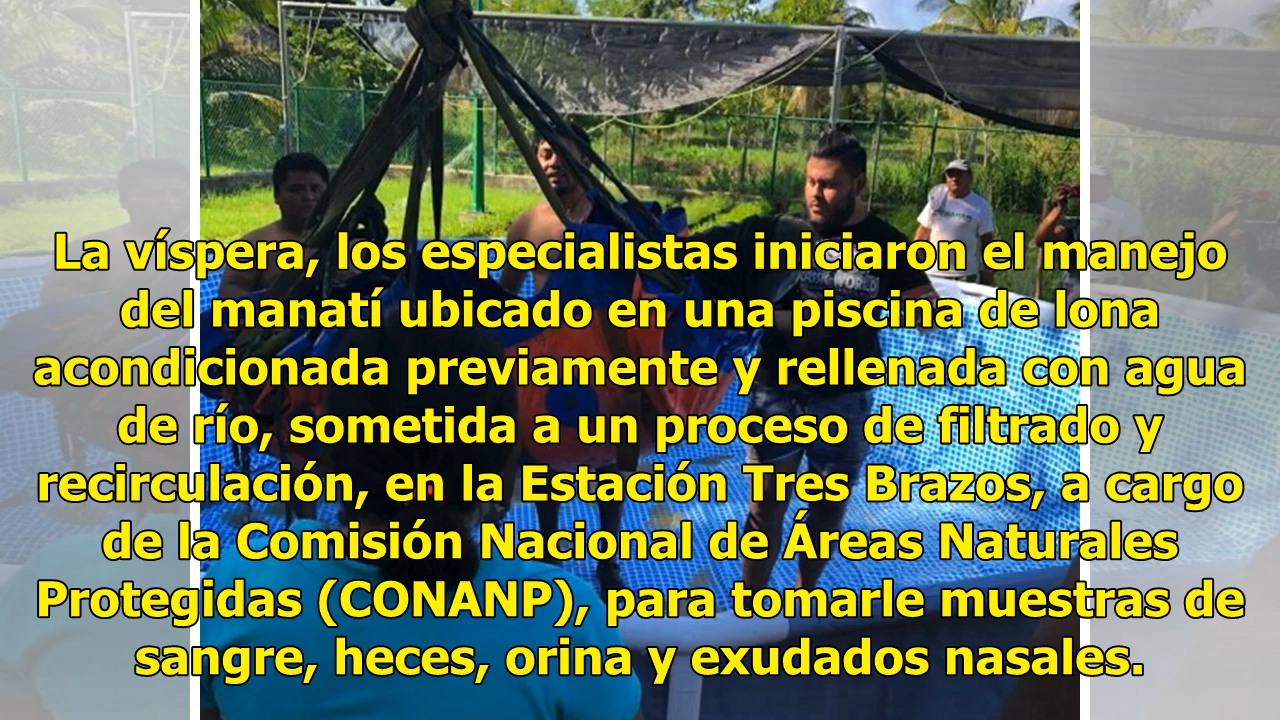 La víspera, los especialistas iniciaron el manejo
del manatí ubicado en una piscina de lona
acondicionada previamente y rellenada con agua
de río, sometida a un proceso de filtrado y
recirculación, en la Estación Tres Brazos, a cargo
de la Comisión Nacional de Áreas Naturales
Protegidas (CONANP), para tomarle muestras de
sangre, heces, orina y exudados nasales.